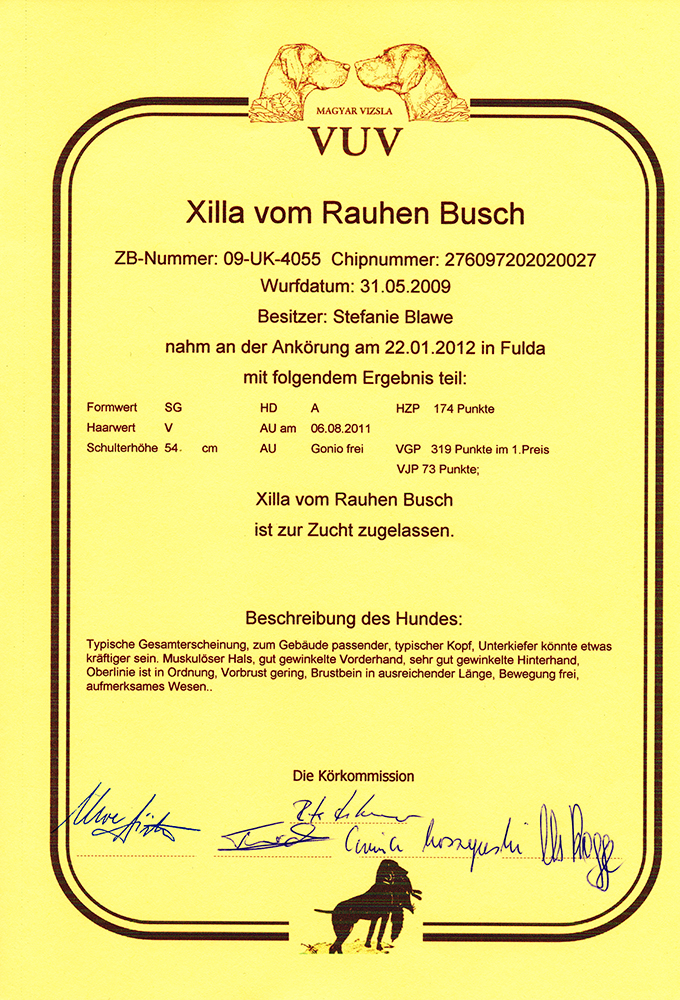 MAGYAR VIZSLA
VUV
Xilla vom Rauhen Busch
ZB-Nummer: 09-UK-4055 Chipnummer: 276097202020027
Wurfdatum: 31.05.2009
Besitzer: Stefanie Blawe
nahm an der Ankörung am 22.01.2012 in Fulda
mit folgendem Ergebnis teil:
Formwert SG HD A HZP 174 Punkte
Haarwert V AU am 06.08.2011
Schulterhöhe 54. cm AU Gonio frei VGP 319 Punkte im 1.Preis
VJP 73 Punkte;
Xilla vom Rauhen Busch
ist zur Zucht zugelassen.
Beschreibung des Hundes:
Typische Gesamterscheinung, zum Gebäude passender, typischer Kopf, Unterkiefer könnte etwas
kräftiger sein. Muskulöser Hals, gut gewinkelte Vorderhand, sehr gut gewinkelte Hinterhand,
Oberlinie ist in Ordnung, Vorbrust gering, Brustbein in ausreichender Länge, Bewegung frei,
aufmerksames Wesen..
Die Körkommission
Uwe